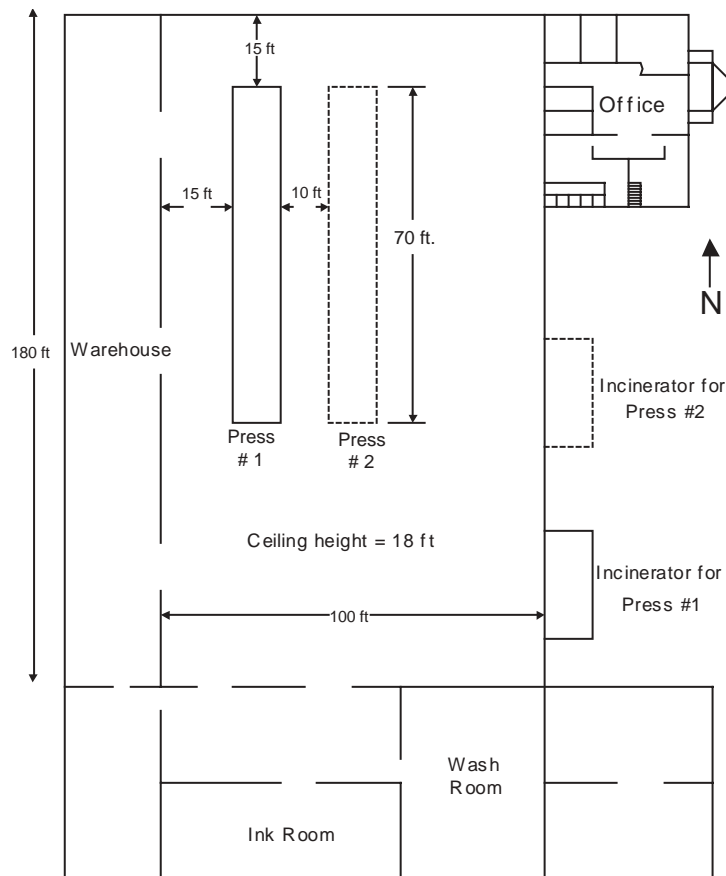 15 ft
Office
15 ft
10 ft
70 ft.
N
180 ft
Warehouse
Incinerator for
Press #2
Press
# 1
Press
# 2
Ceiling height = 18 ft
Incinerator for
Press #1
100 ft
Wash
Room
Ink Room